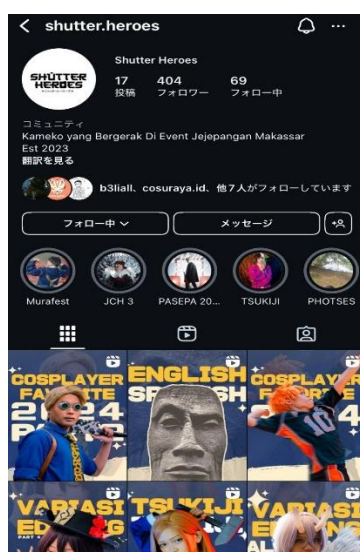 shutter.heroes
SHUTTER
HEROES
Shutter Heroes
17 404 69
投稿 フォロワー フォロー中
コミュニティ
Kameko yang Bergerak Di Event Jejepangan Makassar
Est 2023
翻訳を見る
b3liall、cosuraya.id、他7人がフォローしています
フォロー中 メッセージ
Murafest JCH 3 PASEPA 20... TSUKIJI PHOTSES
COSPLAYER
ENGLISH
COSPLAY
2024
10
VARIASI
TSUKIJI
VARIASI